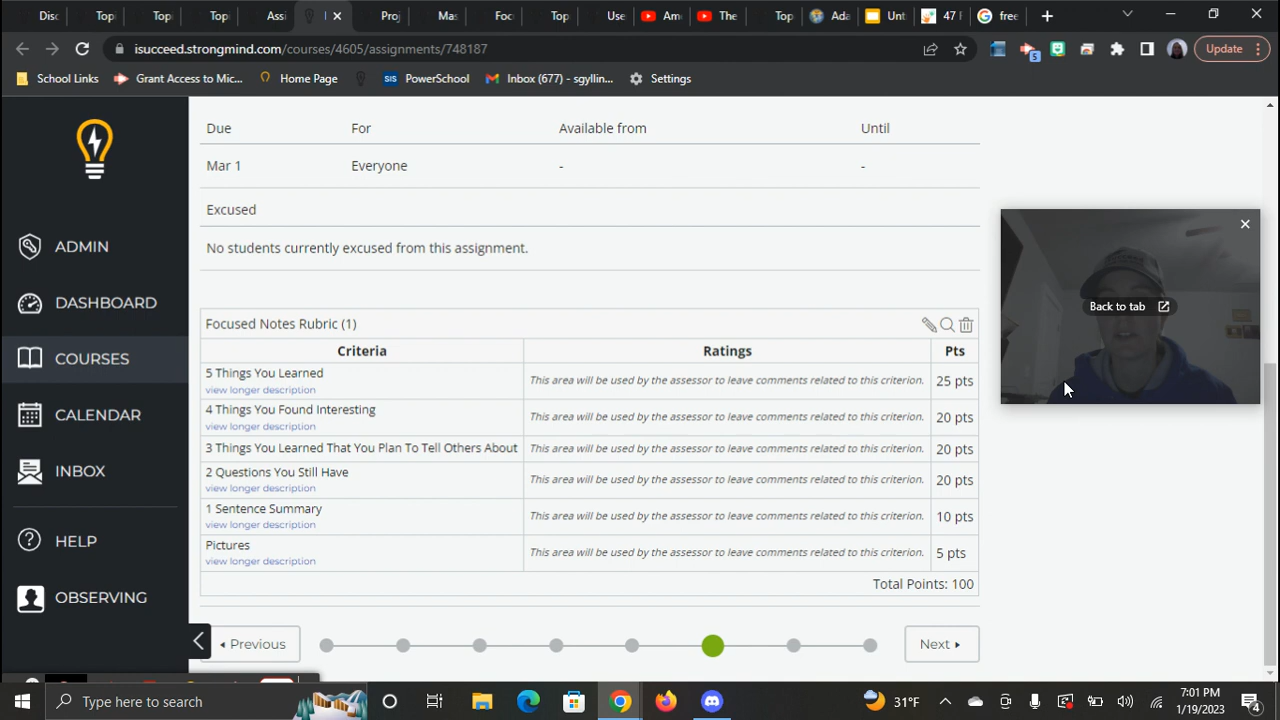 Disc
Top
Top
Top
Ass
Proj
Mas
Foc
Top
Use
Am
The
Top
Ada
Unt
47 F
free
isucceed.strongmind.com/courses/4605/assignments/748187
5
Update
School Links
Grant Access to Mic...
Home Page
SIS PowerSchool
Inbox (677) - sgyllin...
Settings
Due For Available from Until
Mar 1 Everyone - -
Excused
No students currently excused from this assignment.
ADMIN
DASHBOARD
COURSES
CALENDAR
INBOX
HELP
OBSERVING
Back to tab
Focused Notes Rubric (1)
Criteria Ratings Pts
5 Things You Learned
view longer description
This area will be used by the assessor to leave comments related to this criterion.
25 pts
4 Things You Found Interesting
view longer description
This area will be used by the assessor to leave comments related to this criterion.
20 pts
3 Things You Learned That You Plan To Tell Others About
This area will be used by the assessor to leave comments related to this criterion.
20 pts
2 Questions You Still Have
view longer description
This area will be used by the assessor to leave comments related to this criterion.
20 pts
1 Sentence Summary
view longer description
This area will be used by the assessor to leave comments related to this criterion.
10 pts
Pictures
view longer description
This area will be used by the assessor to leave comments related to this criterion.
5 pts
Total Points: 100
Previous
Next
Type here to search
31°F
7:01 PM
1/19/2023
4